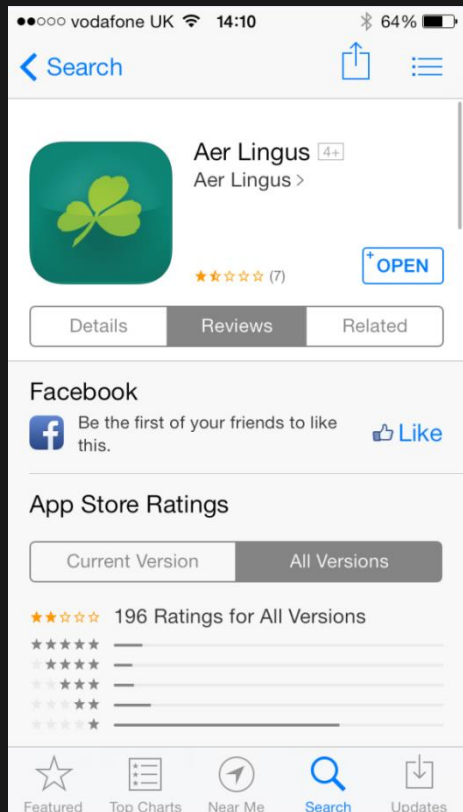 vodafone UK 14:10 64%
Search
Aer Lingus 4+
Aer Lingus >
(7)
+ OPEN
Details Reviews Related
Facebook
Be the first of your friends to like
this.
Like
App Store Ratings
Current Version All Versions
196 Ratings for All Versions
Featured Top Charts Near Me Search Updates